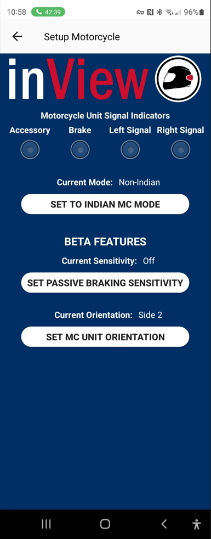 10:58
42:39
96%
Setup Motorcycle
inView
Motorcycle Unit Signal Indicators
Accessory Brake Left Signal Right Signal
Current Mode: Non-Indian
SET TO INDIAN MC MODE
BETA FEATURES
Current Sensitivity: Off
SET PASSIVE BRAKING SENSITIVITY
Current Orientation: Side 2
SET MC UNIT ORIENTATION